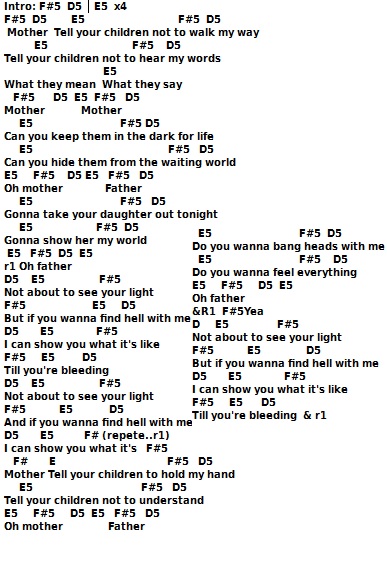 Intro: F#5 D5 | E5 x4
F#5 D5 E5 F#5 D5
Mother Tell your children not to walk my way
E5 F#5 D5
Tell your children not to hear my words
E5
What they mean What they say
F#5 D5 E5 F#5 D5
Mother Mother
E5 F#5 D5
Can you keep them in the dark for life
E5 F#5 D5
Can you hide them from the waiting world
E5 F#5 D5 E5 F#5 D5
Oh mother Father
E5 F#5 D5
Gonna take your daughter out tonight
E5 F#5 D5
Gonna show her my world
E5 F#5 D5 E5
r1 Oh father
D5 E5 F#5
Not about to see your light
F#5 E5 D5
But if you wanna find hell with me
D5 E5 F#5
I can show you what it's like
F#5 E5 D5
Till you're bleeding
D5 E5 F#5
Not about to see your light
F#5 E5 D5
And if you wanna find hell with me
D5 E5 F# (repete..r1)
I can show you what it's F#5
F# E F#5 D5
Mother Tell your children to hold my hand
E5 F#5 D5
Tell your children not to understand
E5 F#5 D5 E5 F#5 D5
Oh mother Father
E5 F#5 D5
Do you wanna bang heads with me
E5 F#5 D5
Do you wanna feel everything
E5 F#5 D5 E5
Oh father
&R1 F#5Yea
D E5 F#5
Not about to see your light
F#5 E5 D5
But if you wanna find hell with me
D5 E5 F#5
I can show you what it's like
F#5 E5 D5
Till you're bleeding & r1